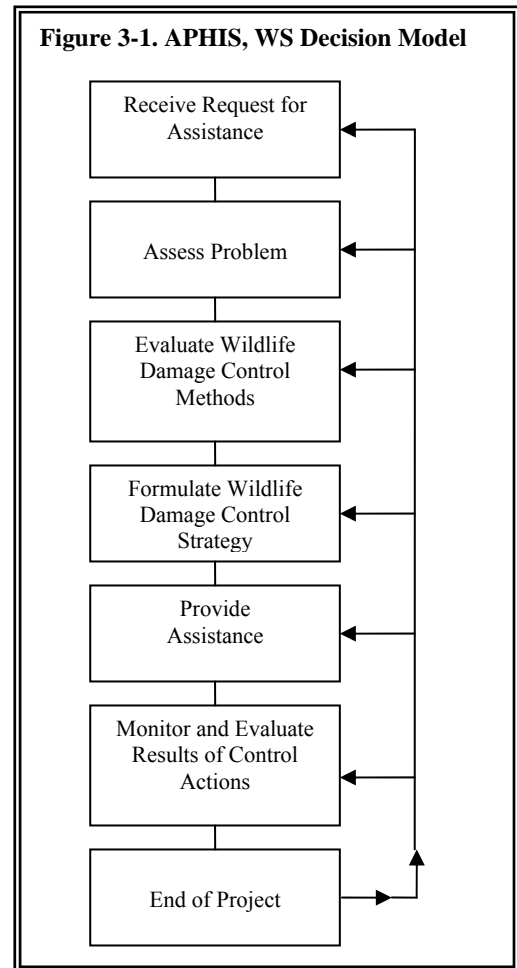 Figure 3-1. APHIS, WS Decision Model
Receive Request for
Assistance
Assess Problem
Evaluate Wildlife
Damage Control
Methods
Formulate Wildlife
Damage Control
Strategy
Provide
Assistance
Monitor and Evaluate
Results of Control
Actions
End of Project